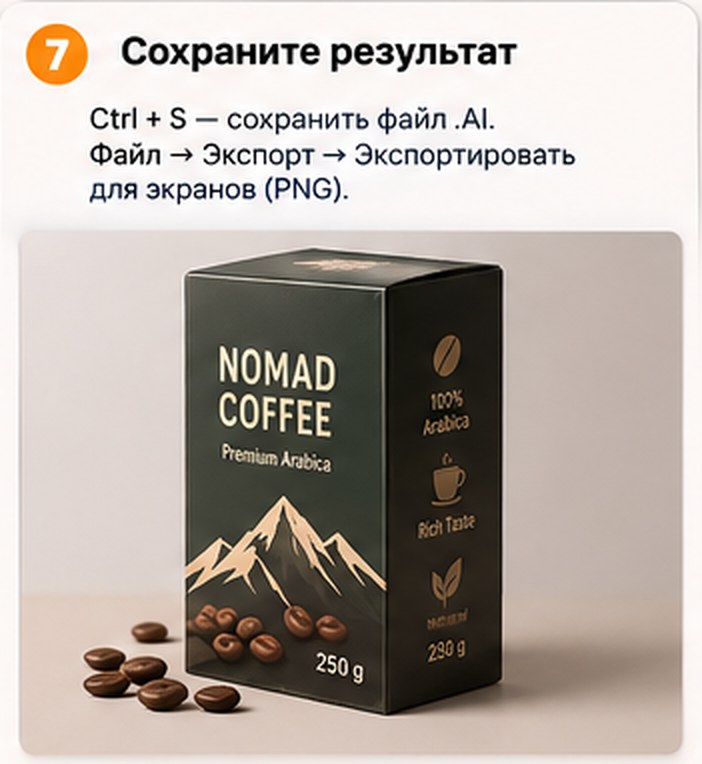 7 Сохраните результат
Ctrl + S — сохранить файл .AI.
Файл → Экспорт → Экспортировать
для экранов (PNG).
NOMAD
COFFEE
Premium Arabica
250 g
100%
Arabica
Rich Taste